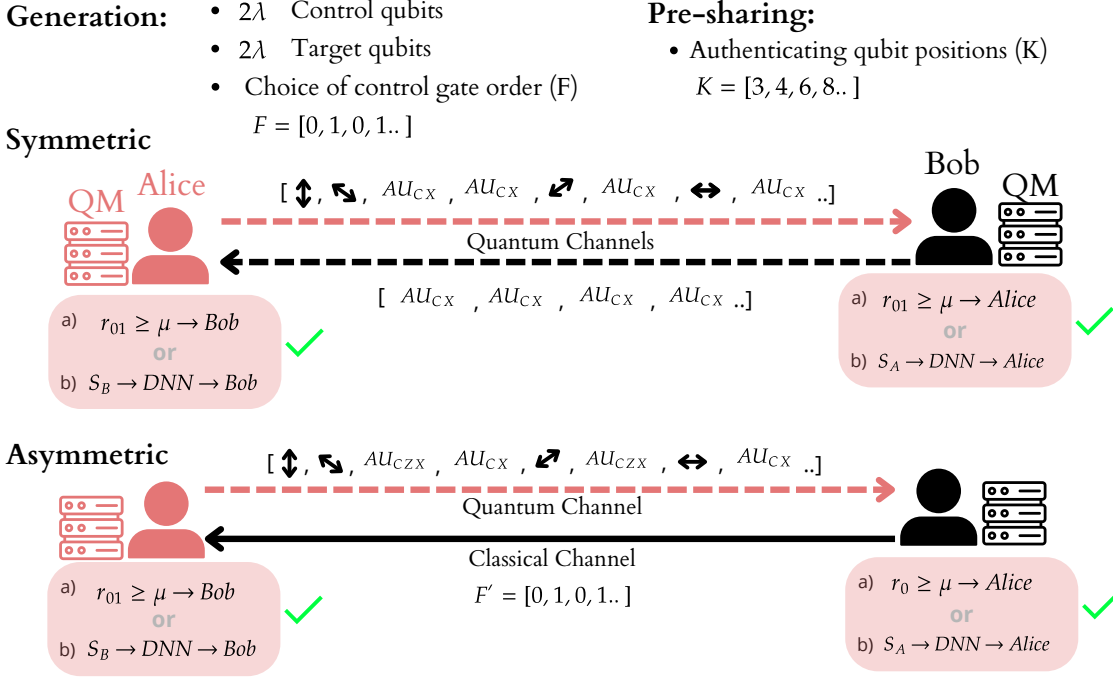 Generation:
• 2λ Control qubits
• 2λ Target qubits
• Choice of control gate order (F)
F = [0, 1, 0, 1.. ]
Pre-sharing:
• Authenticating qubit positions (K)
K = [3, 4, 6, 8.. ]
Symmetric
QM Alice
[ ↕, ⤡, AU_CX , AU_CX , ⤢, AU_CX , ↔, AU_CX ..]
Bob
QM
Quantum Channels
[ AU_CX , AU_CX , AU_CX , AU_CX ..]
a) r_01 ≥ μ → Bob
or
b) S_B → DNN → Bob
a) r_01 ≥ μ → Alice
or
b) S_A → DNN → Alice
Asymmetric
[ ↕, ⤡, AU_CZX , AU_CX , ⤢, AU_CZX , ↔, AU_CX ..]
Quantum Channel
Classical Channel
F′ = [0, 1, 0, 1.. ]
a) r_01 ≥ μ → Bob
or
b) S_B → DNN → Bob
a) r_0 ≥ μ → Alice
or
b) S_A → DNN → Alice